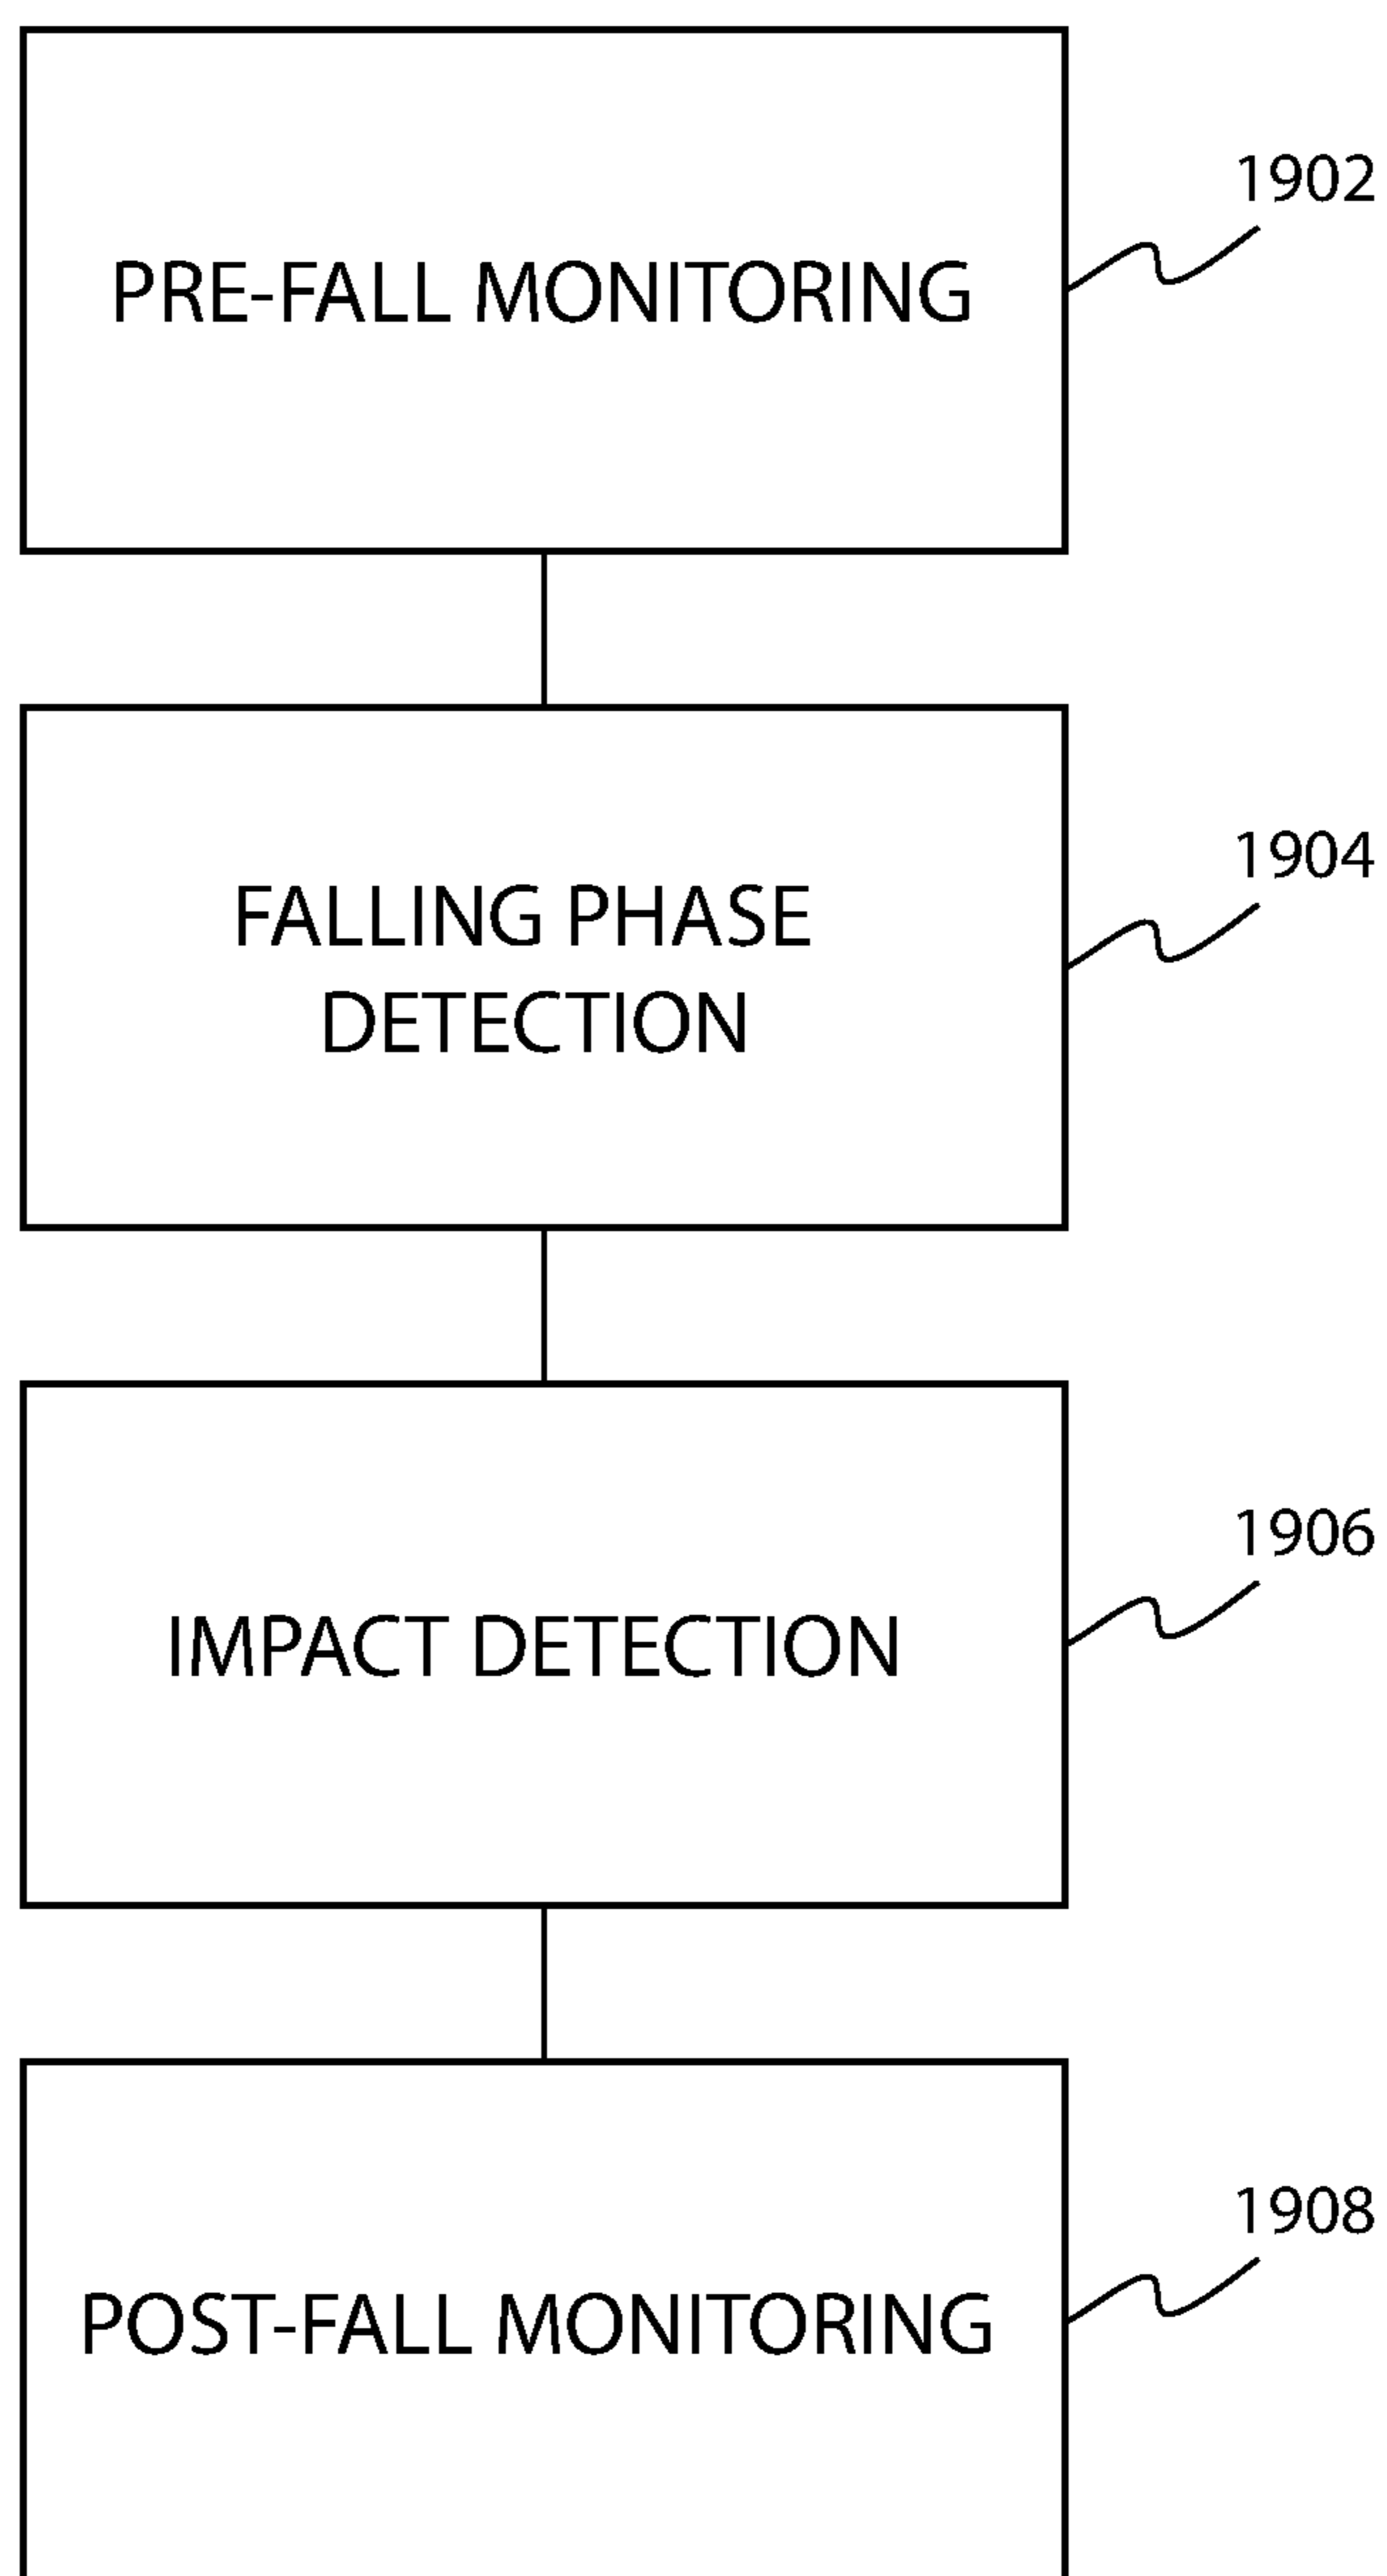 1902
PRE-FALL MONITORING
1904
FALLING PHASE
DETECTION
1906
IMPACT DETECTION
1908
POST-FALL MONITORING